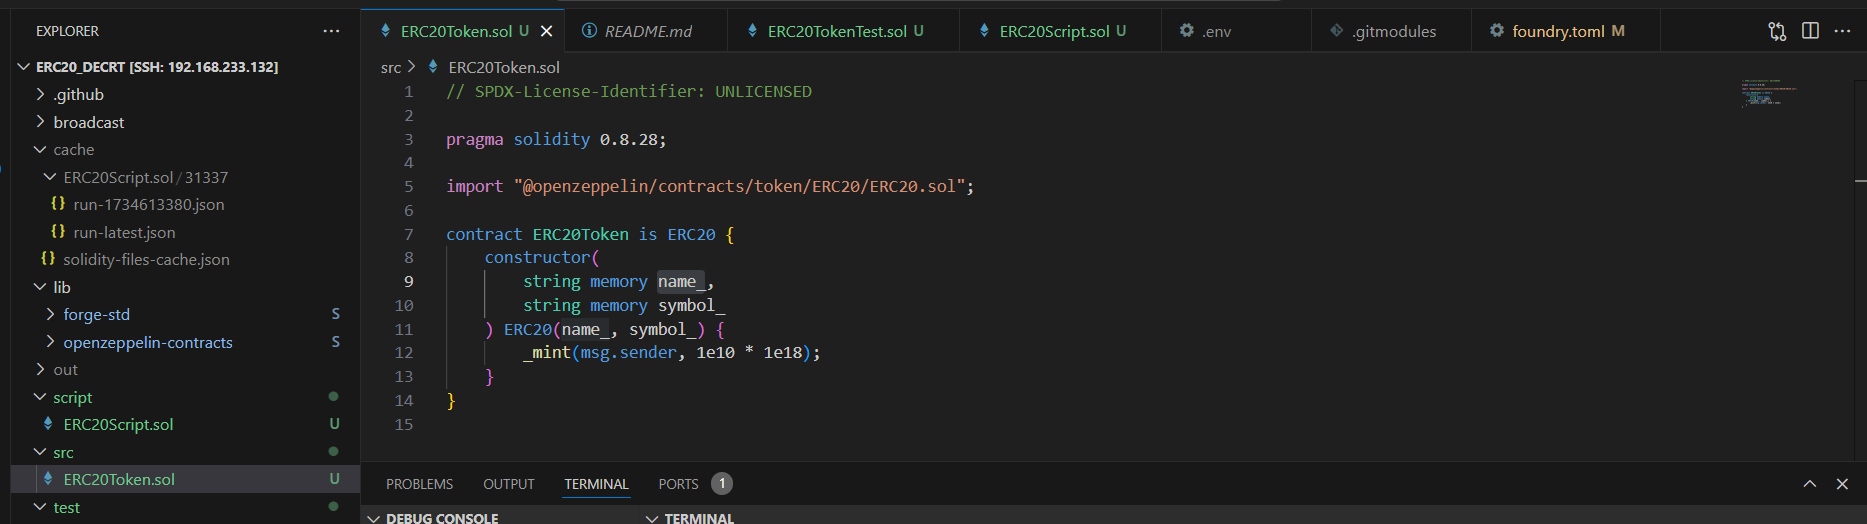 EXPLORER ...
ERC20_DECRT [SSH: 192.168.233.132]
.github
broadcast
cache
ERC20Script.sol / 31337
{} run-1734613380.json
{} run-latest.json
{} solidity-files-cache.json
lib
forge-std S
openzeppelin-contracts S
out
script
ERC20Script.sol U
src
ERC20Token.sol U
test
ERC20Token.sol U README.md ERC20TokenTest.sol U ERC20Script.sol U .env .gitmodules foundry.toml M
src > ERC20Token.sol
1 // SPDX-License-Identifier: UNLICENSED
2
3 pragma solidity 0.8.28;
4
5 import "@openzeppelin/contracts/token/ERC20/ERC20.sol";
6
7 contract ERC20Token is ERC20 {
8 constructor(
9 string memory name_,
10 string memory symbol_
11 ) ERC20(name_, symbol_) {
12 _mint(msg.sender, 1e10 * 1e18);
13 }
14 }
15
PROBLEMS OUTPUT TERMINAL PORTS 1
DEBUG CONSOLE TERMINAL